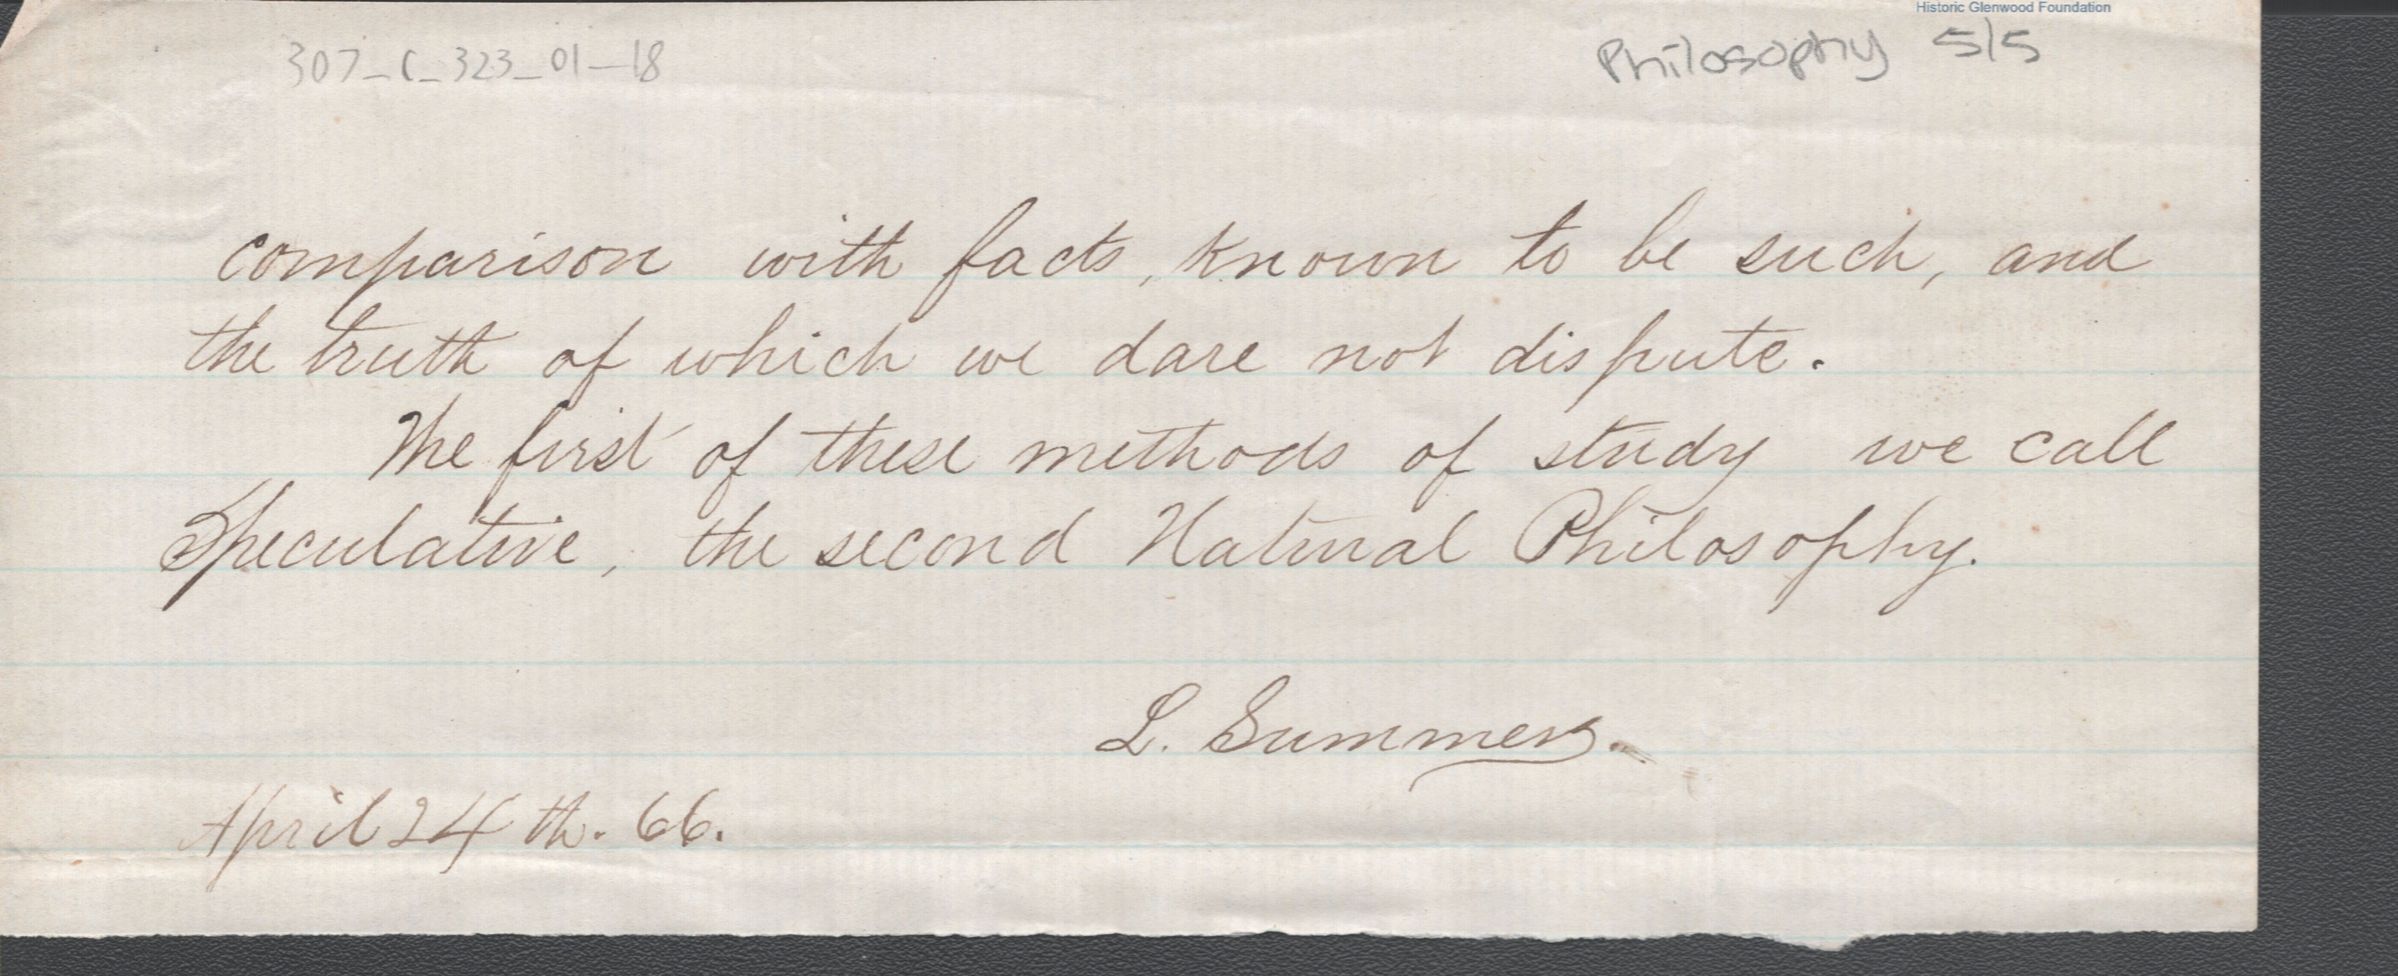 Historic Glenwood Foundation
307_C_323_01_18
Philosophy 5/5
comparison with facts, known to be such, and
the truth of which we dare not dispute.
The first of these methods of study we call
Speculative, the second Natural Philosophy.
L. Summers.
April 24th. 66.